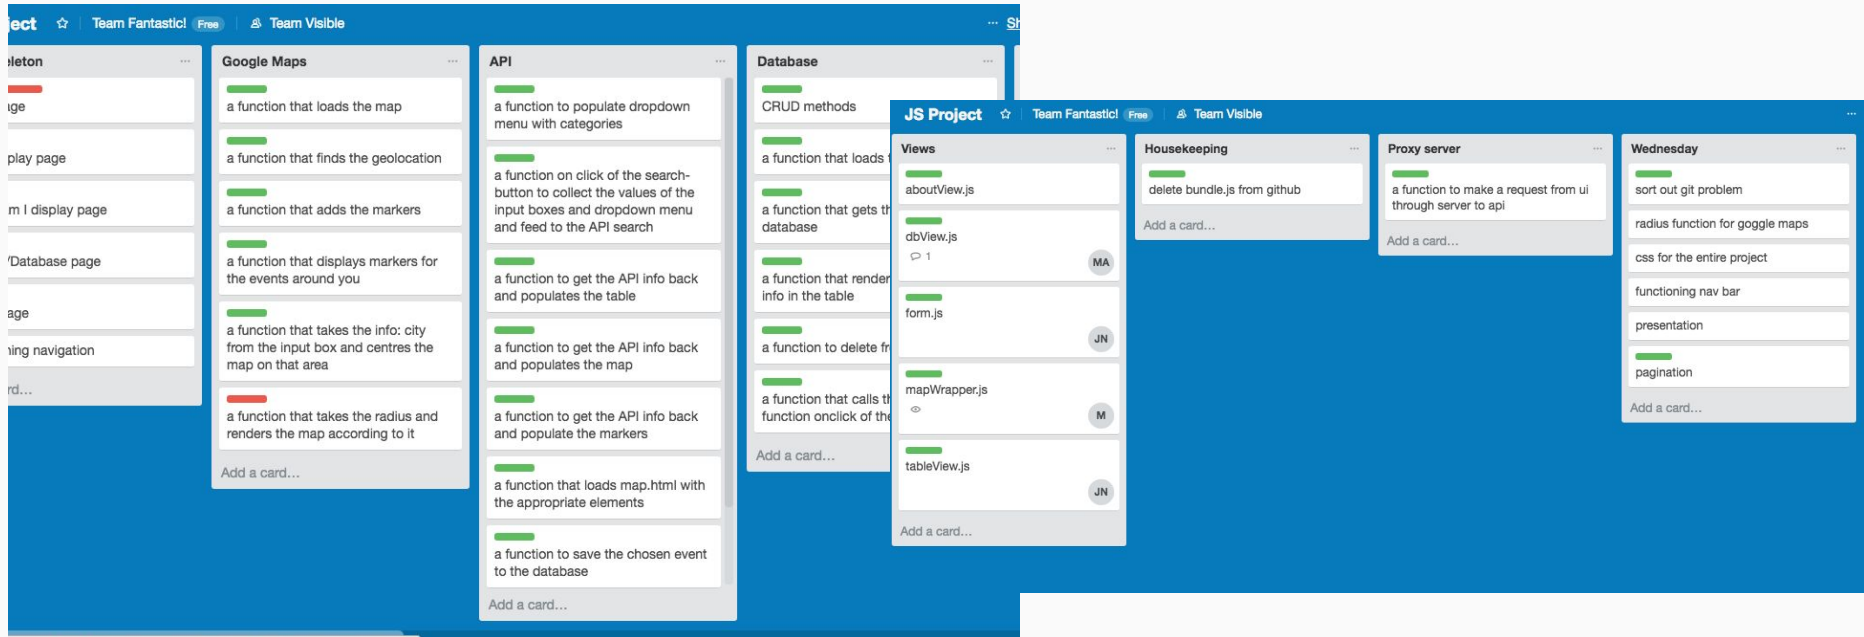 ject ☆ Team Fantastic! Free Team Visible ... Sh
leton ...
age
play page
m I display page
/Database page
age
ning navigation
rd...
Google Maps ...
a function that loads the map
a function that finds the geolocation
a function that adds the markers
a function that displays markers for
the events around you
a function that takes the info: city
from the input box and centres the
map on that area
a function that takes the radius and
renders the map according to it
Add a card...
API ...
a function to populate dropdown
menu with categories
a function on click of the search-
button to collect the values of the
input boxes and dropdown menu
and feed to the API search
a function to get the API info back
and populates the table
a function to get the API info back
and populates the map
a function to get the API info back
and populate the markers
a function that loads map.html with
the appropriate elements
a function to save the chosen event
to the database
Add a card...
Database ...
CRUD methods
a function that loads
a function that gets th
database
a function that render
info in the table
a function to delete fr
a function that calls th
function onclick of the
Add a card...
JS Project ☆ Team Fantastic! Free Team Visible ...
Views ...
aboutView.js
dbView.js
1
MA
form.js
JN
mapWrapper.js
M
tableView.js
JN
Add a card...
Housekeeping ...
delete bundle.js from github
Add a card...
Proxy server ...
a function to make a request from ui
through server to api
Add a card...
Wednesday ...
sort out git problem
radius function for goggle maps
css for the entire project
functioning nav bar
presentation
pagination
Add a card...